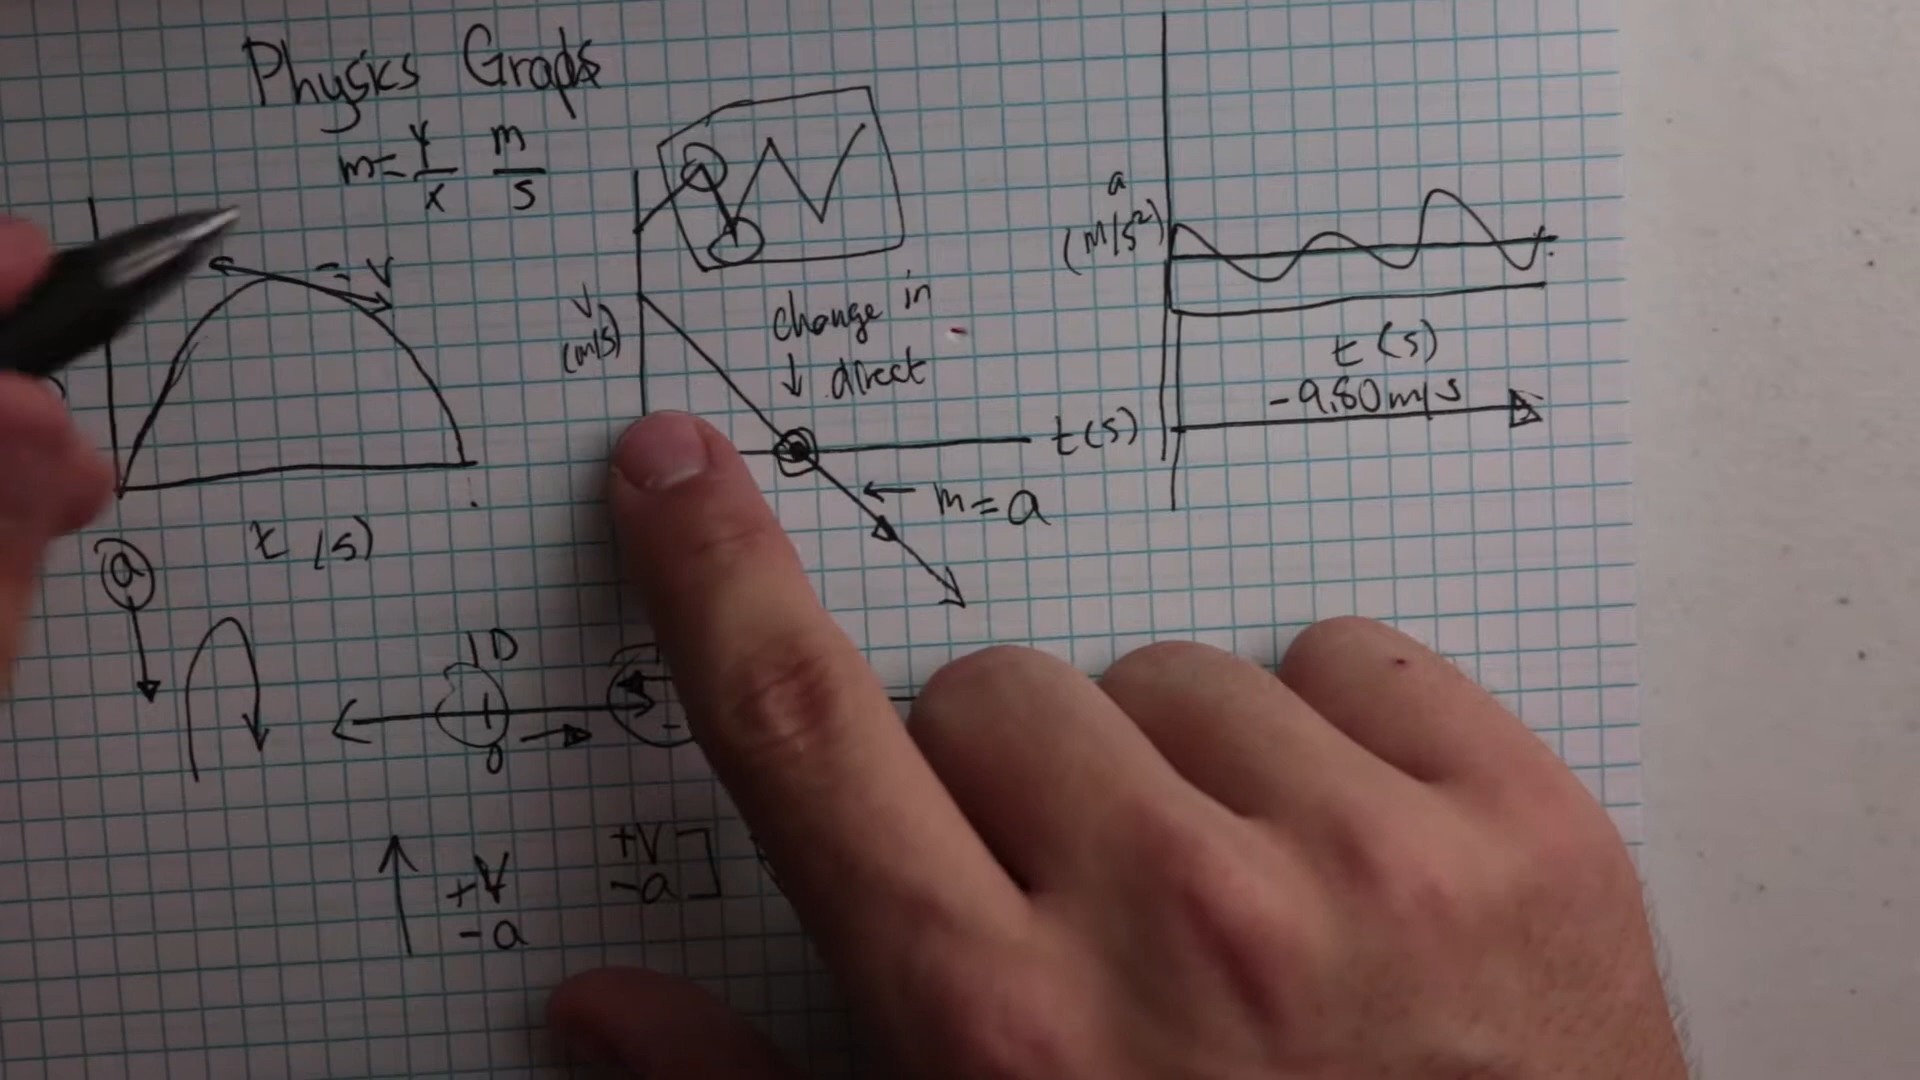 Physics Graphs
m = y/x m/s
= V
t (s)
V
(m/s)
change in
↓ direct
t (s)
← m = a
a
(m/s²)
t (s)
-9.80 m/s
a
1D
0
-
+V
-a
+V
-a